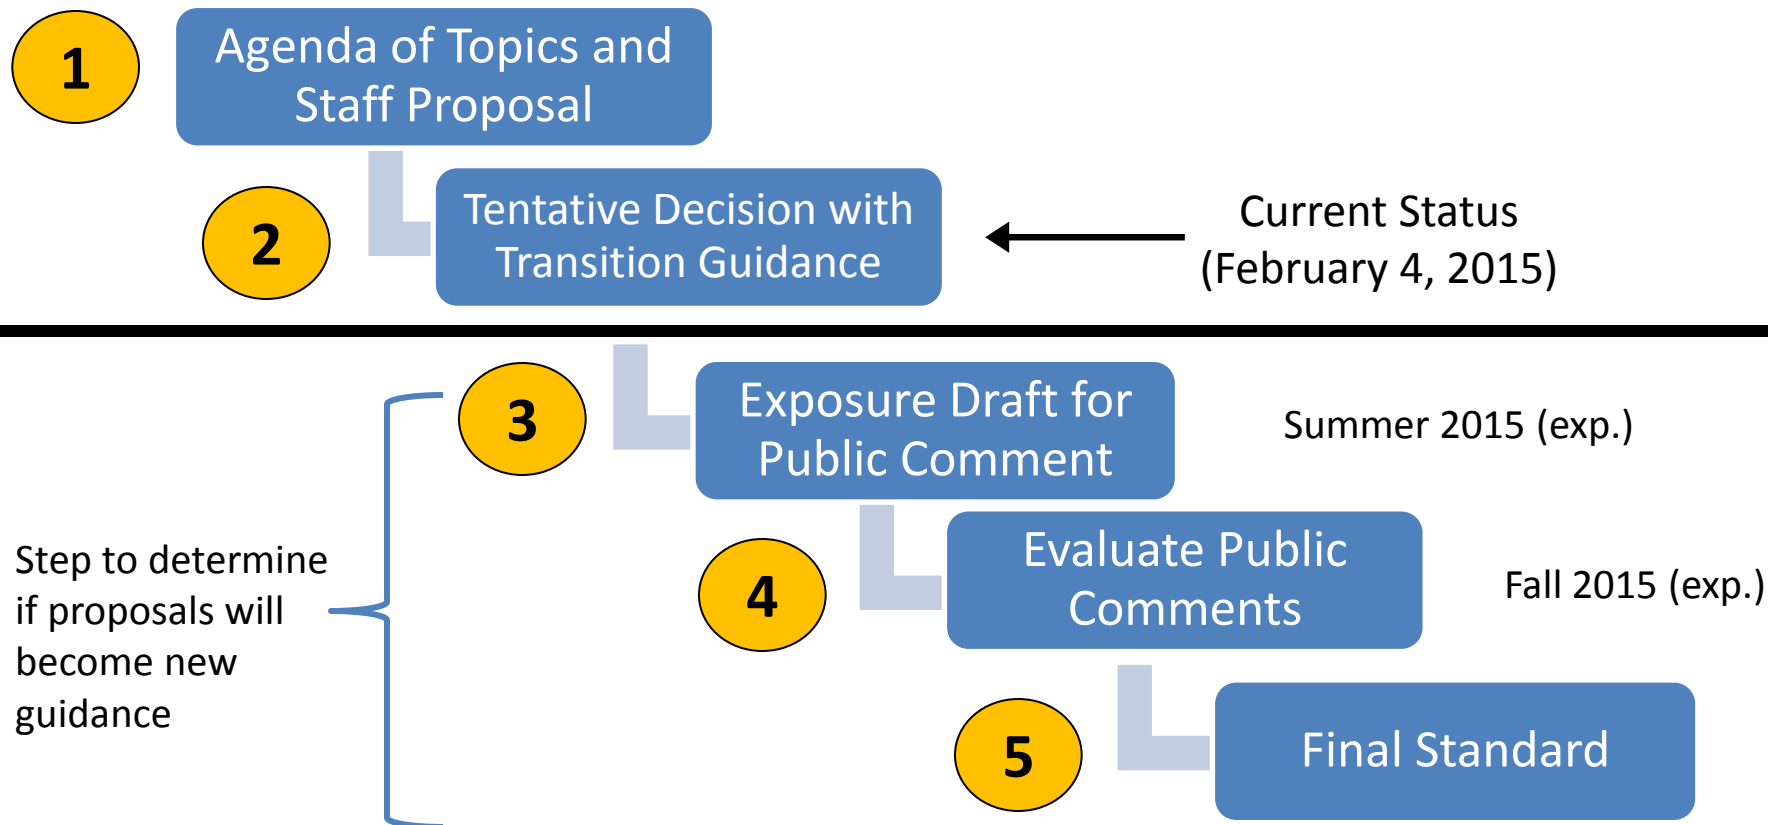 1
Agenda of Topics and
Staff Proposal
2
Tentative Decision with
Transition Guidance
Current Status
(February 4, 2015)
3
Exposure Draft for
Public Comment
Summer 2015 (exp.)
Step to determine
if proposals will
become new
guidance
4
Evaluate Public
Comments
Fall 2015 (exp.)
5
Final Standard